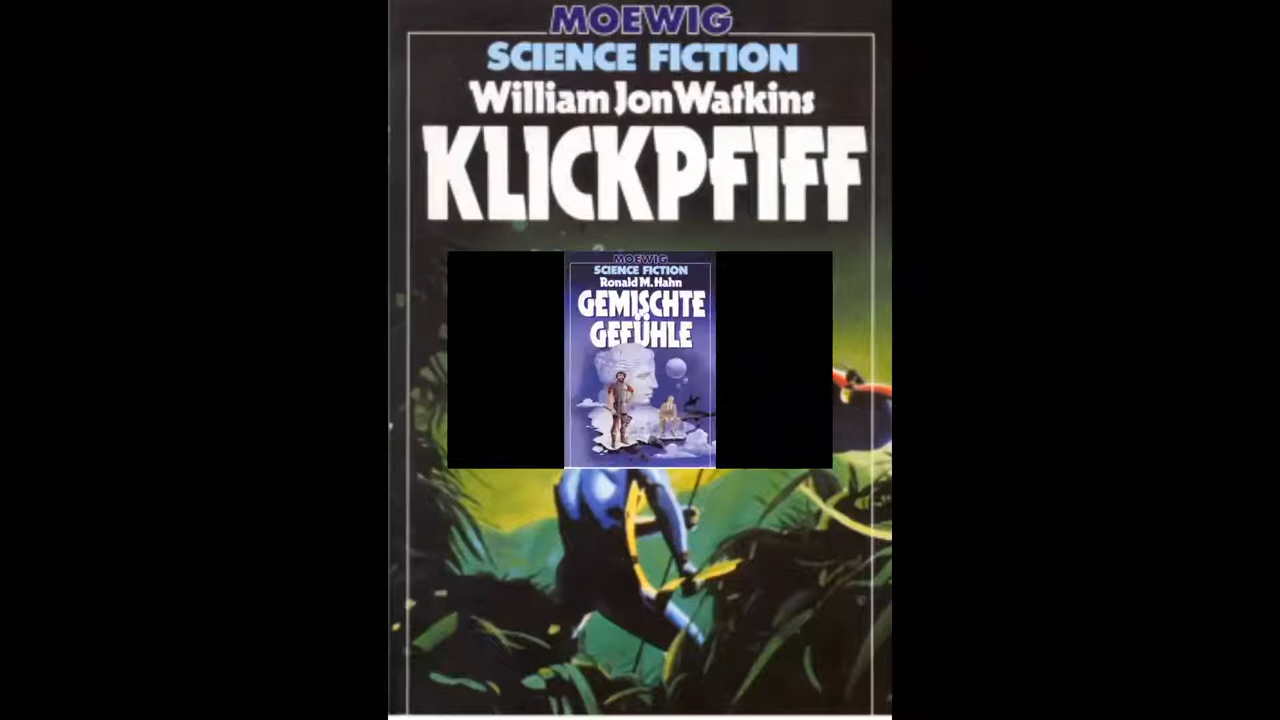 MOEWIG
SCIENCE FICTION
William Jon Watkins
KLICKPFIFF
MOEWIG
SCIENCE FICTION
Ronald M. Hahn
GEMISCHTE
GEFÜHLE